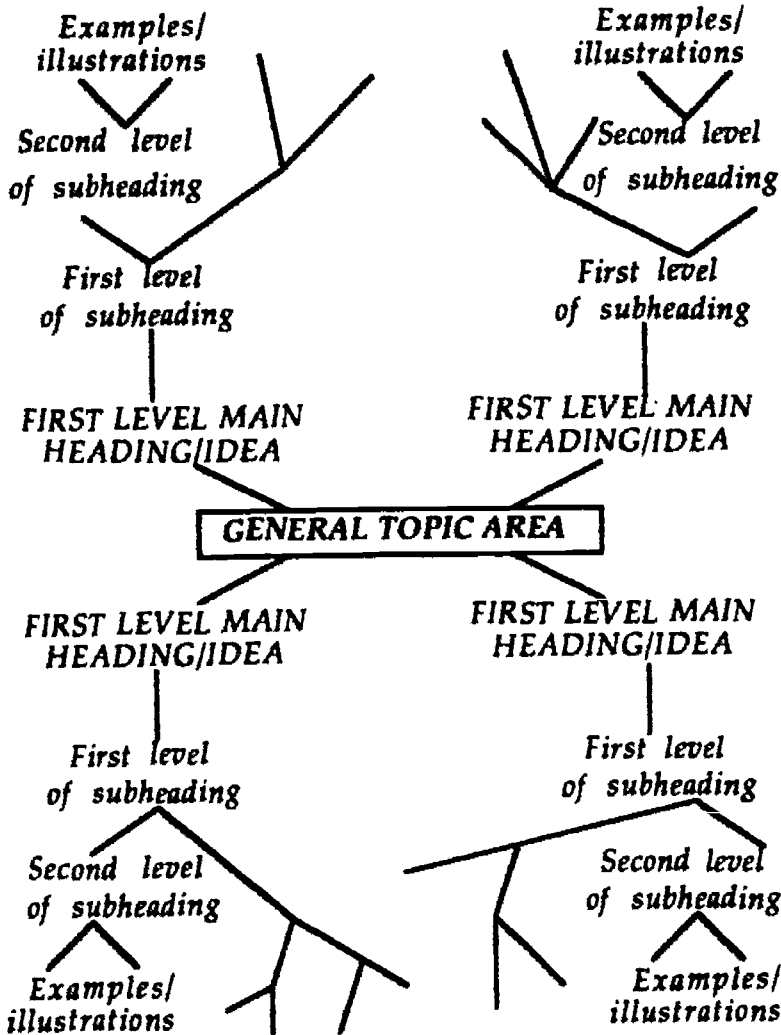 Examples/
illustrations
Second level
of subheading
First level
of subheading
FIRST LEVEL MAIN
HEADING/IDEA
Examples/
illustrations
Second level
of subheading
First level
of subheading
FIRST LEVEL MAIN
HEADING/IDEA
GENERAL TOPIC AREA
FIRST LEVEL MAIN
HEADING/IDEA
First level
of subheading
Second level
of subheading
Examples/
illustrations
FIRST LEVEL MAIN
HEADING/IDEA
First level
of subheading
Second level
of subheading
Examples/
illustrations